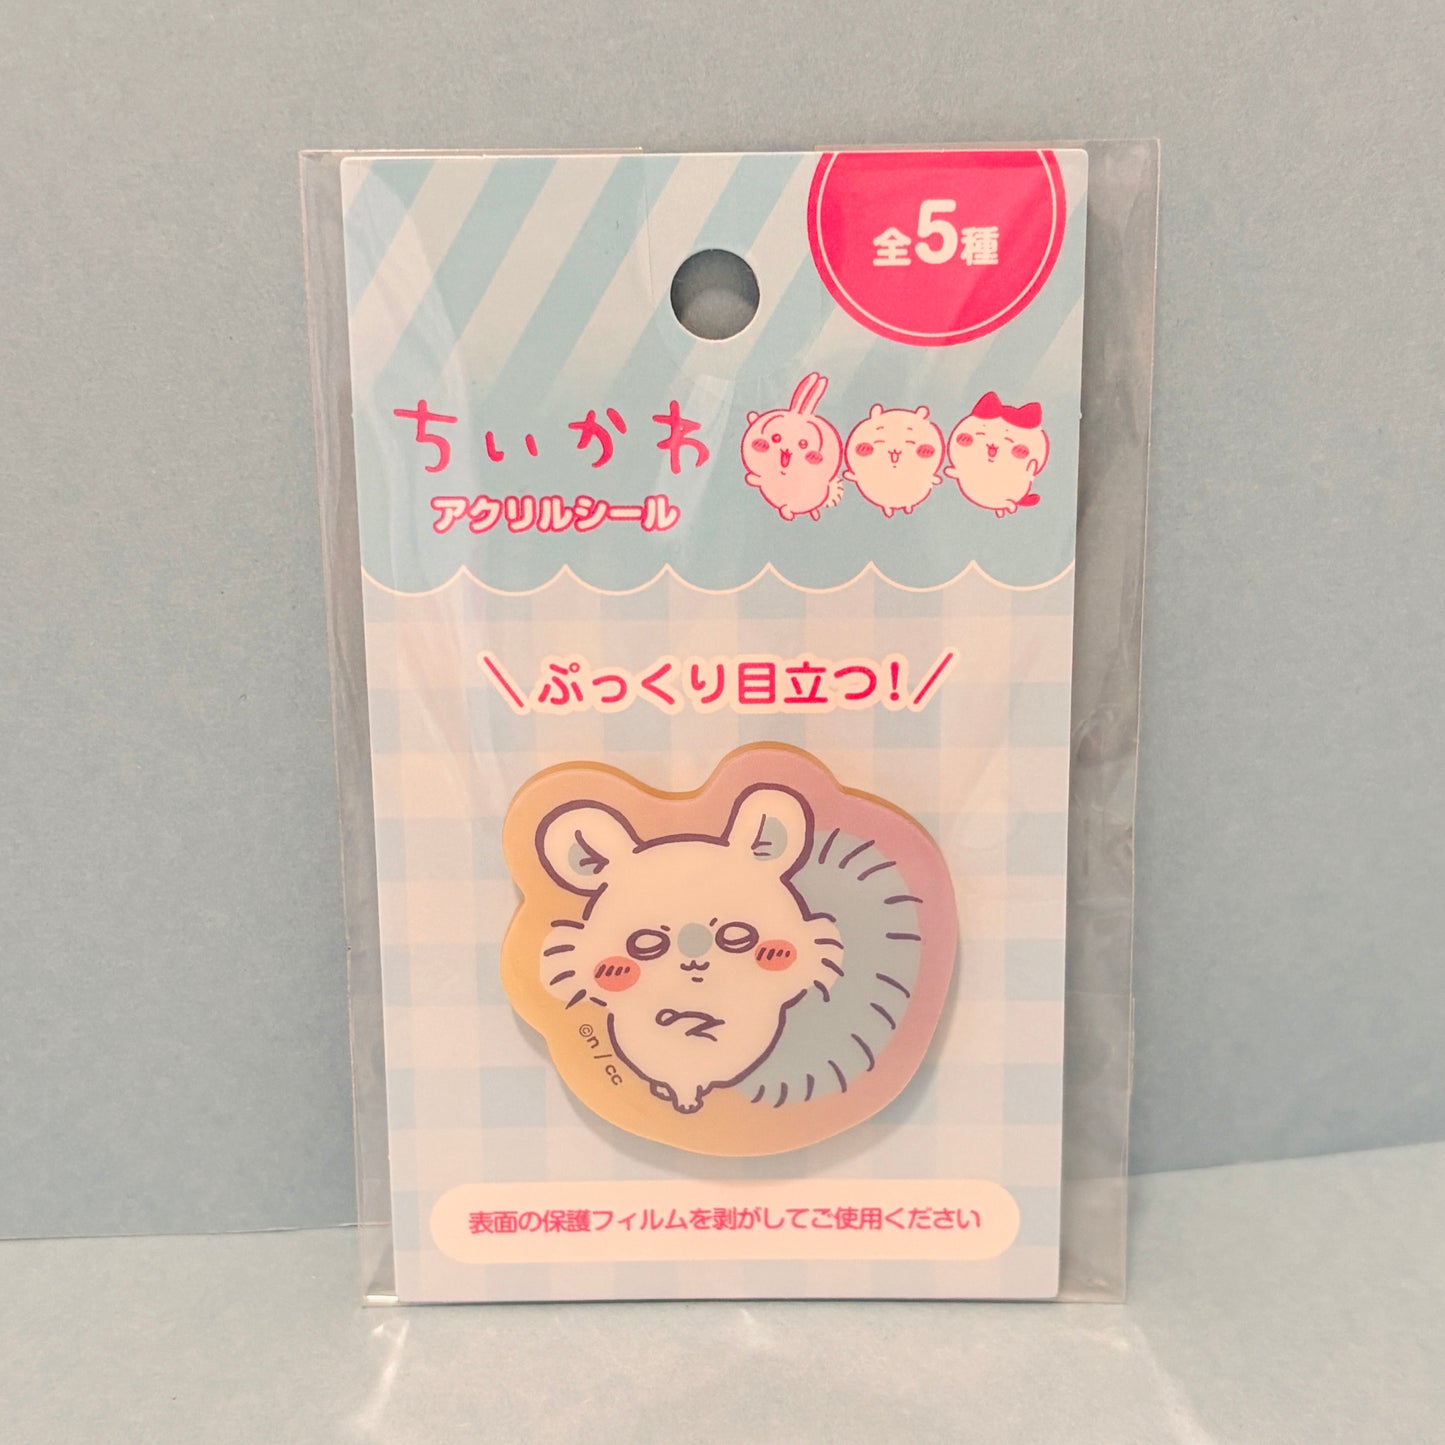 全5種
ちいかわ
アクリルシール
ぷっくり目立つ!
©n / cc
表面の保護フィルムを剥がしてご使用ください